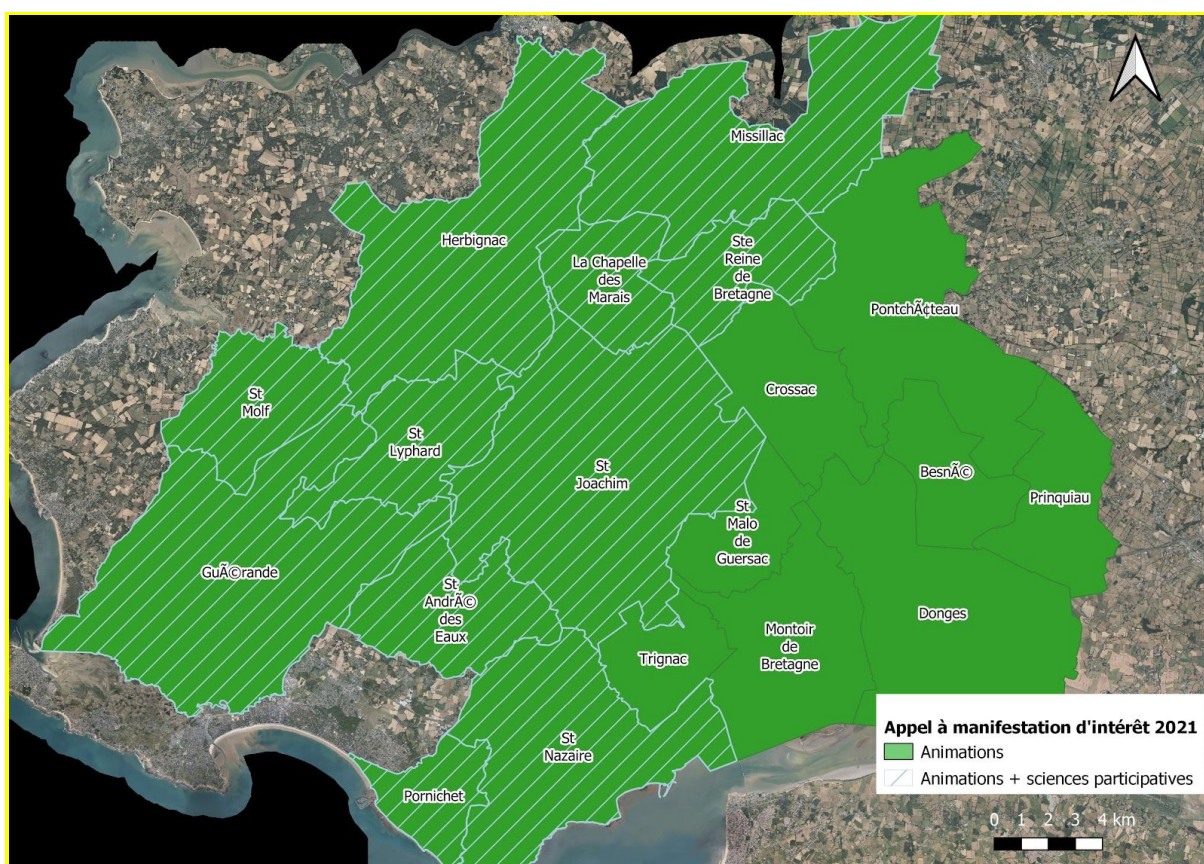 Missillac
Herbignac
La Chapelle
des
Marais
Ste
Reine
de
Bretagne
PontchÃ¢teau
St
Molf
Crossac
St
Lyphard
St
Joachim
BesnÃ©
Prinquiau
St
Malo
de
Guersac
GuÃ©rande
St
AndrÃ©
des
Eaux
Donges
Montoir
de
Bretagne
Trignac
St
Nazaire
Pornichet
Appel à manifestation d'intérêt 2021
Animations
Animations + sciences participatives
0 1 2 3 4 km